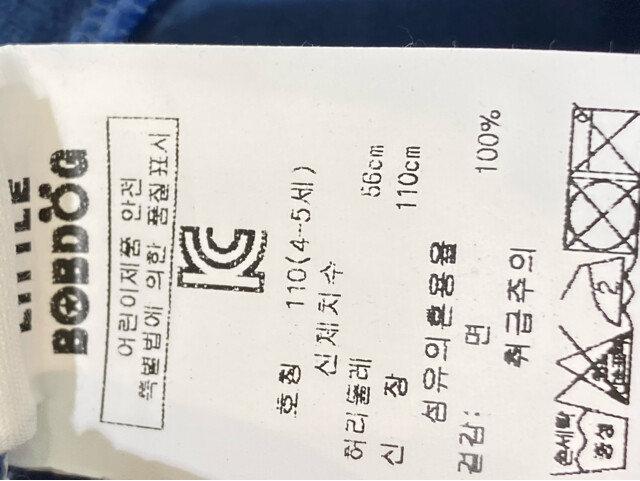 LITTLE
BOBDOG
어린이제품 안전
특별법에 의한 품질표시
KC
호칭 110(4-5세)
신체치수
허리둘레 56cm
신 장 110cm
섬유의혼용율
겉감: 면 100%
취급주의
손세탁
중성
2